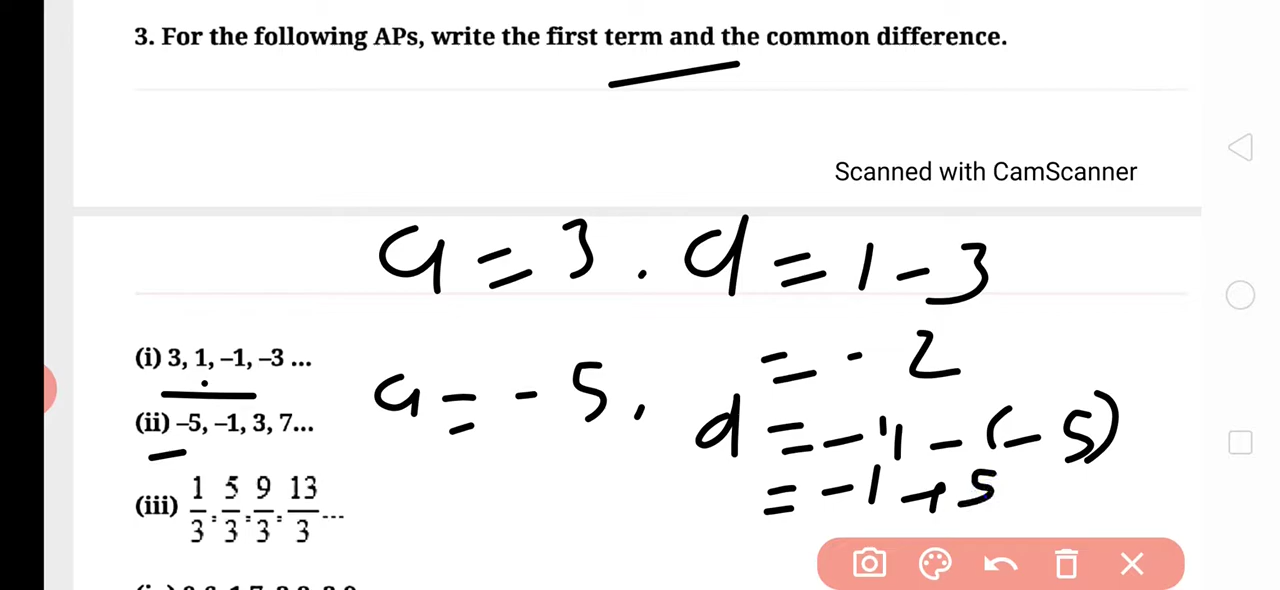 3. For the following APs, write the first term and the common difference.
Scanned with CamScanner
a = 3. d = 1 - 3
(i) 3, 1, –1, –3 ...
= - 2
a = - 5,
(ii) –5, –1, 3, 7...
d = - 1 - (- 5)
= - 1 + 5
(iii) 1/3, 5/3, 9/3, 13/3 ...